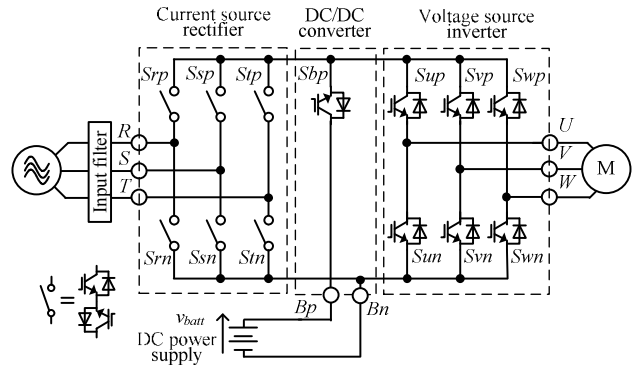 Current source
rectifier
DC/DC
converter
Voltage source
inverter
Srp
Ssp
Stp
Sbp
Sup
Svp
Swp
Input filter
R
S
T
U
V
W
M
Srn
Ssn
Stn
Sun
Svn
Swn
=
Bp
Bn
vbatt
DC power
supply